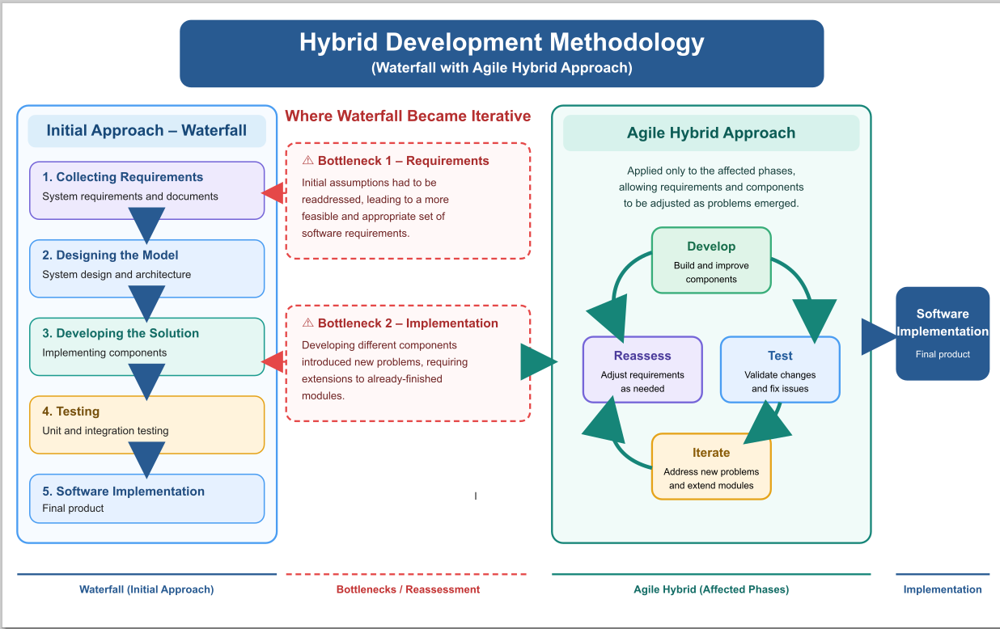 Hybrid Development Methodology
(Waterfall with Agile Hybrid Approach)
Initial Approach – Waterfall
1. Collecting Requirements
System requirements and documents
2. Designing the Model
System design and architecture
3. Developing the Solution
Implementing components
4. Testing
Unit and integration testing
5. Software Implementation
Final product
Where Waterfall Became Iterative
⚠ Bottleneck 1 – Requirements
Initial assumptions had to be
readdressed, leading to a more
feasible and appropriate set of
software requirements.
⚠ Bottleneck 2 – Implementation
Developing different components
introduced new problems, requiring
extensions to already-finished
modules.
Agile Hybrid Approach
Applied only to the affected phases,
allowing requirements and components
to be adjusted as problems emerged.
Develop
Build and improve
components
Reassess
Adjust requirements
as needed
Test
Validate changes
and fix issues
Iterate
Address new problems
and extend modules
Software
Implementation
Final product
Waterfall (Initial Approach)
Bottlenecks / Reassessment
Agile Hybrid (Affected Phases)
Implementation